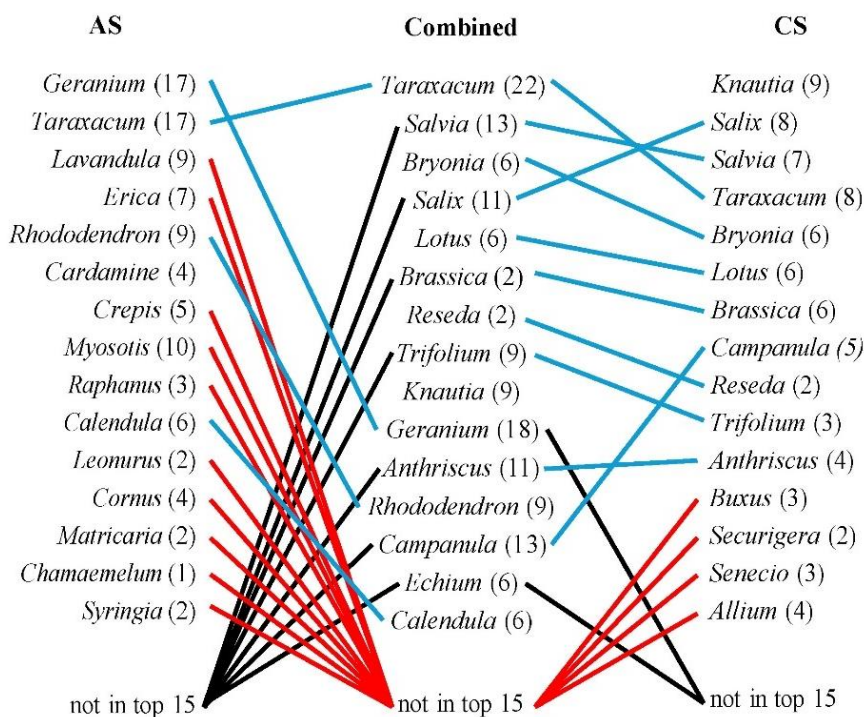 AS Combined CS
Geranium (17) Taraxacum (22) Knautia (9)
Taraxacum (17) Salvia (13) Salix (8)
Lavandula (9) Bryonia (6) Salvia (7)
Erica (7) Salix (11) Taraxacum (8)
Rhododendron (9) Lotus (6) Bryonia (6)
Cardamine (4) Brassica (2) Lotus (6)
Crepis (5) Reseda (2) Brassica (6)
Myosotis (10) Trifolium (9) Campanula (5)
Raphanus (3) Knautia (9) Reseda (2)
Calendula (6) Geranium (18) Trifolium (3)
Leonurus (2) Anthriscus (11) Anthriscus (4)
Cornus (4) Rhododendron (9) Buxus (3)
Matricaria (2) Campanula (13) Securigera (2)
Chamaemelum (1) Echium (6) Senecio (3)
Syringia (2) Calendula (6) Allium (4)
not in top 15 not in top 15 not in top 15